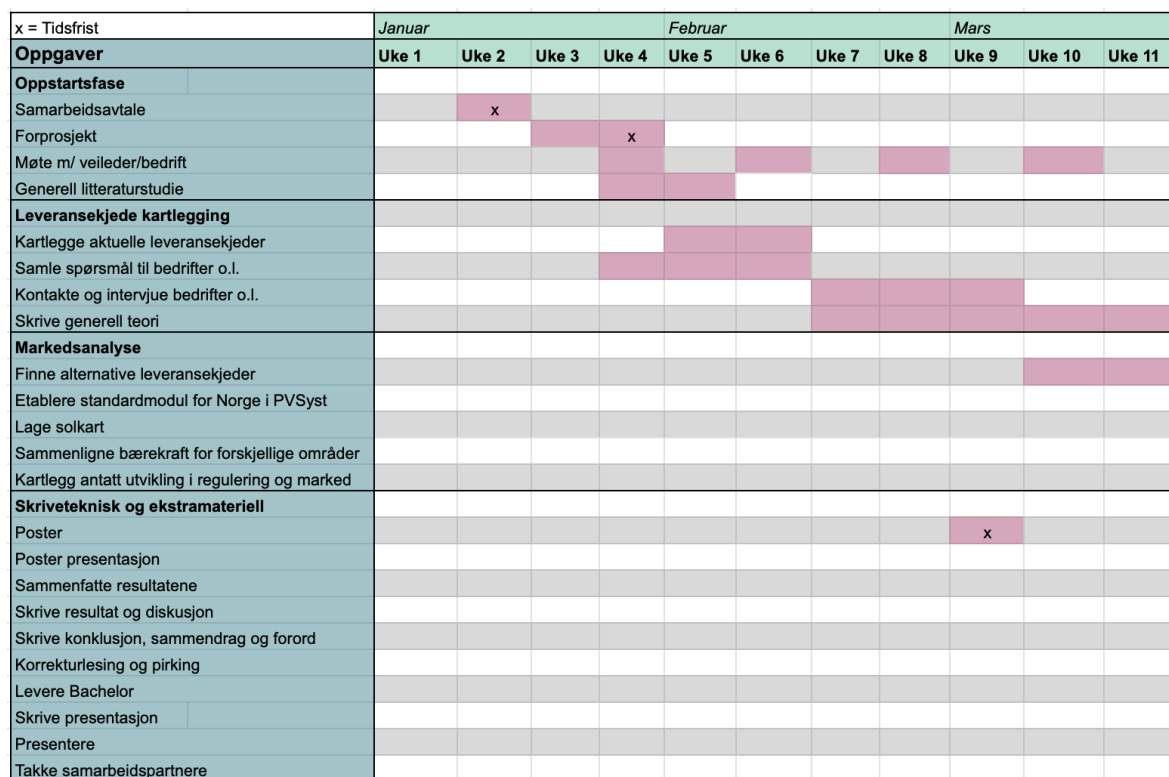 x = Tidsfrist Januar Februar Mars
Oppgaver Uke 1 Uke 2 Uke 3 Uke 4 Uke 5 Uke 6 Uke 7 Uke 8 Uke 9 Uke 10 Uke 11
Oppstartsfase
Samarbeidsavtale x
Forprosjekt x
Møte m/ veileder/bedrift
Generell litteraturstudie
Leveransekjede kartlegging
Kartlegge aktuelle leveransekjeder
Samle spørsmål til bedrifter o.l.
Kontakte og intervjue bedrifter o.l.
Skrive generell teori
Markedsanalyse
Finne alternative leveransekjeder
Etablere standardmodul for Norge i PVSyst
Lage solkart
Sammenligne bærekraft for forskjellige områder
Kartlegg antatt utvikling i regulering og marked
Skriveteknisk og ekstramateriell
Poster x
Poster presentasjon
Sammenfatte resultatene
Skrive resultat og diskusjon
Skrive konklusjon, sammendrag og forord
Korrekturlesing og pirking
Levere Bachelor
Skrive presentasjon
Presentere
Takke samarbeidspartnere